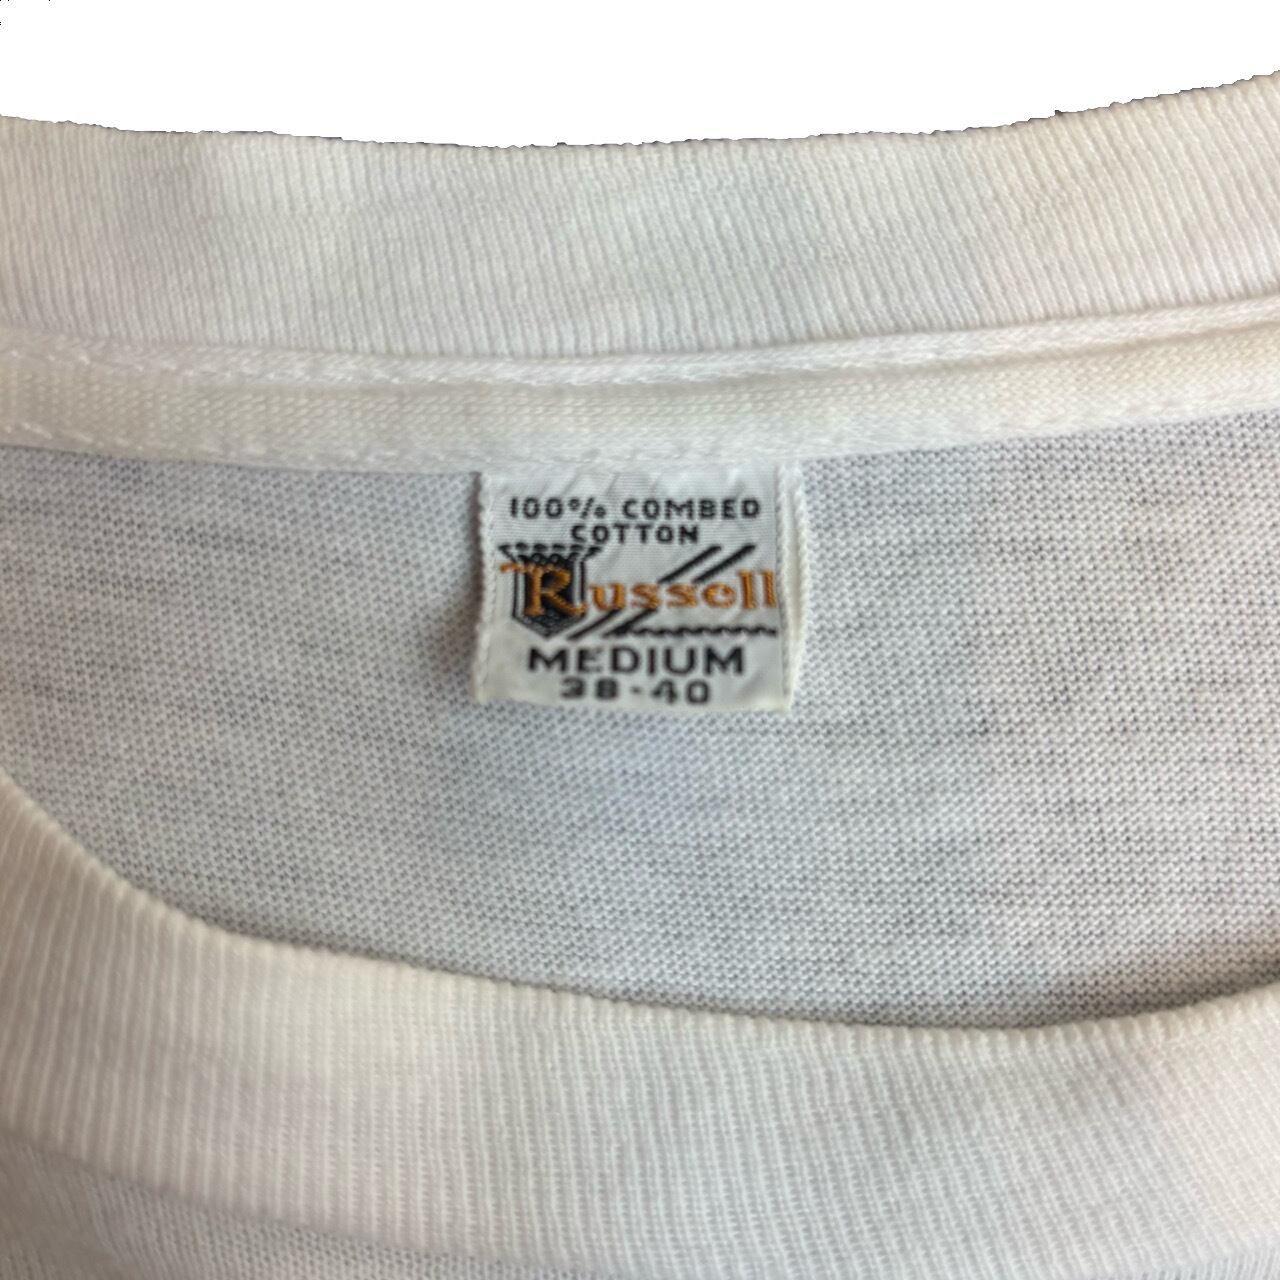 100% COMBED
COTTON
Russell
MEDIUM
38-40